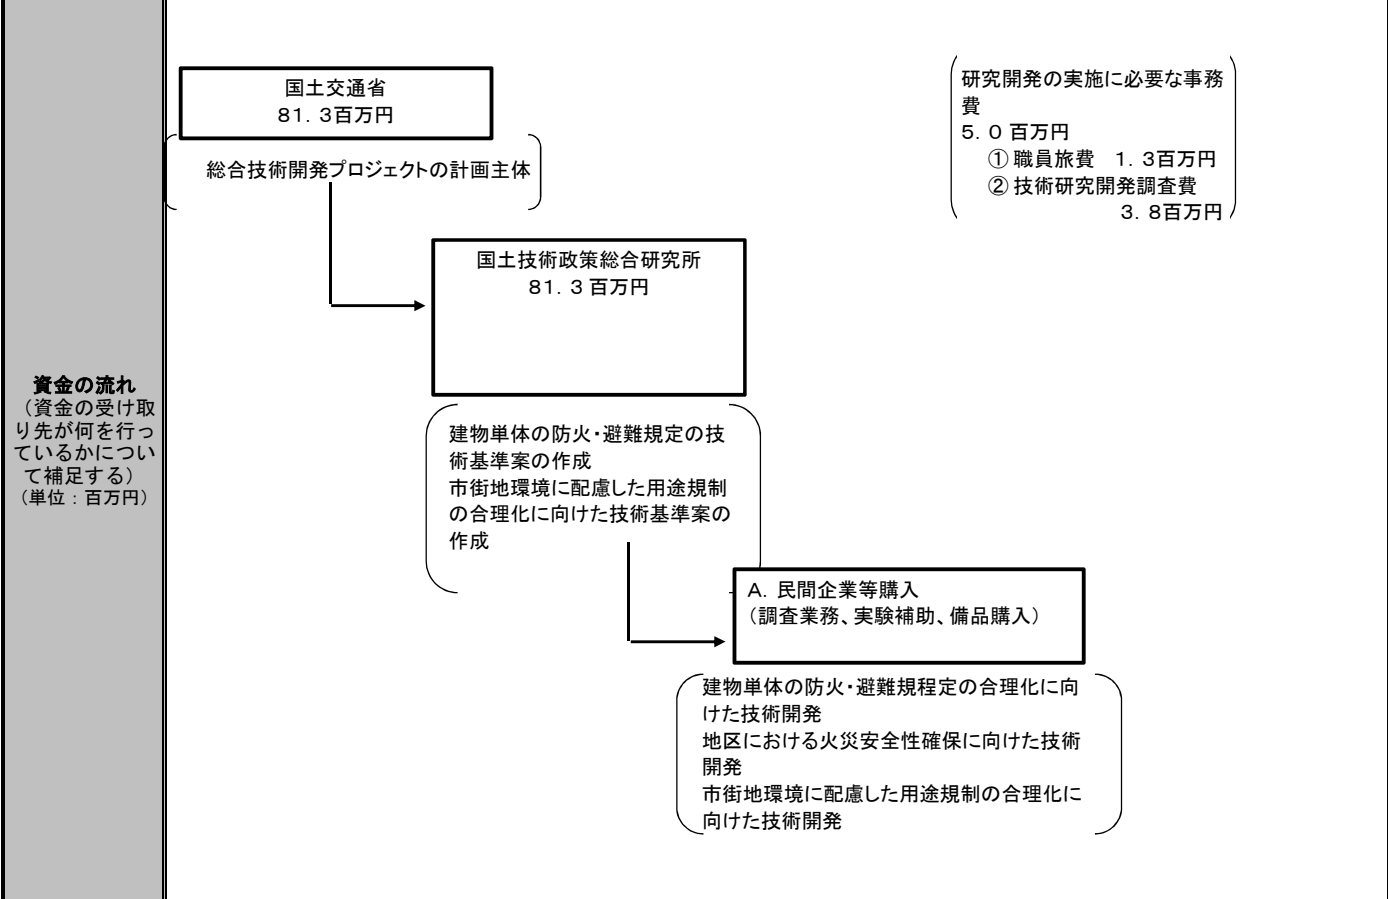 資金の流れ
（資金の受け取
り先が何を行っ
ているかについ
て補足する）
（単位：百万円）
国土交通省
８１．３百万円
総合技術開発プロジェクトの計画主体
研究開発の実施に必要な事務
費
５．０百万円
① 職員旅費　１．３百万円
② 技術研究開発調査費
３．８百万円
国土技術政策総合研究所
８１．３百万円
建物単体の防火・避難規定の技
術基準案の作成
市街地環境に配慮した用途規制
の合理化に向けた技術基準案の
作成
Ａ．民間企業等購入
（調査業務、実験補助、備品購入）
建物単体の防火・避難規程定の合理化に向
けた技術開発
地区における火災安全性確保に向けた技術
開発
市街地環境に配慮した用途規制の合理化に
向けた技術開発